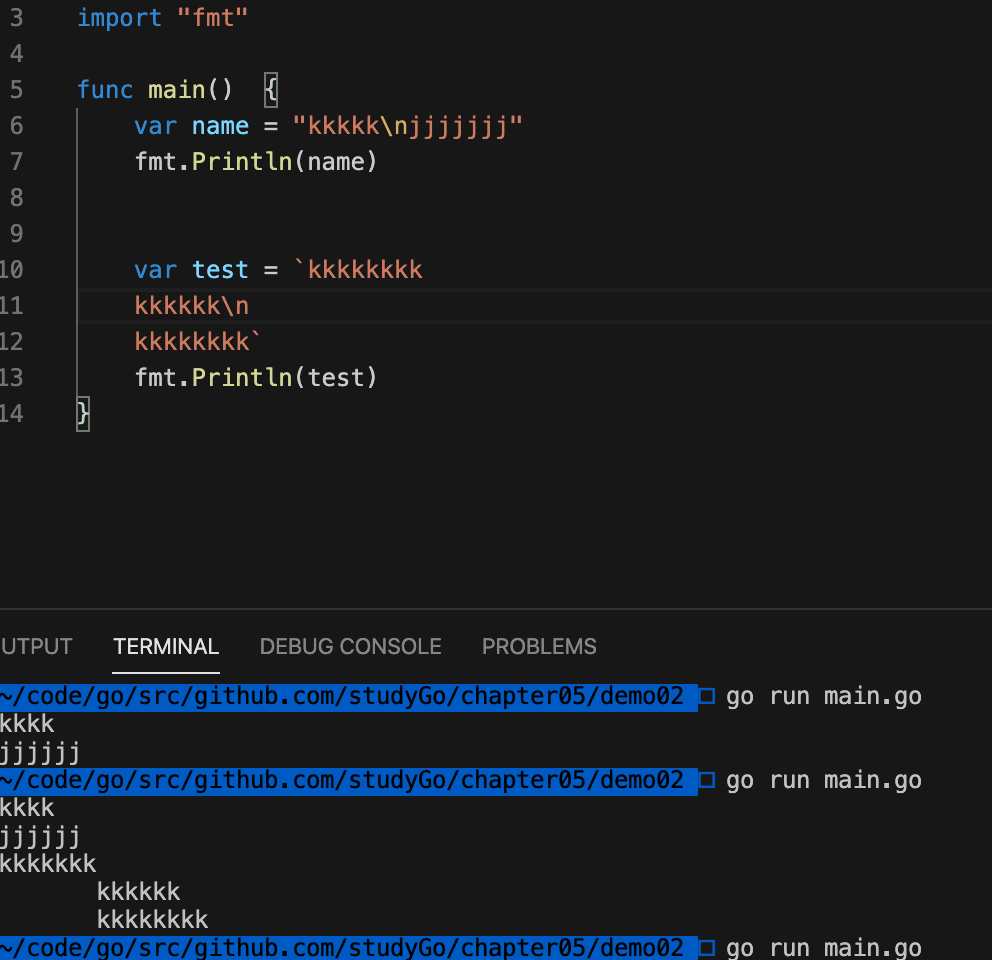 3 import "fmt"
4
5 func main() {
6 var name = "kkkkk\njjjjjjj"
7 fmt.Println(name)
8
9
10 var test = `kkkkkkkk
11 kkkkkk\n
12 kkkkkkkk`
13 fmt.Println(test)
14 }
UTPUT TERMINAL DEBUG CONSOLE PROBLEMS
~/code/go/src/github.com/studyGo/chapter05/demo02 go run main.go
kkkk
jjjjjj
~/code/go/src/github.com/studyGo/chapter05/demo02 go run main.go
kkkk
jjjjjj
kkkkkkk
kkkkkk
kkkkkkkk
~/code/go/src/github.com/studyGo/chapter05/demo02 go run main.go